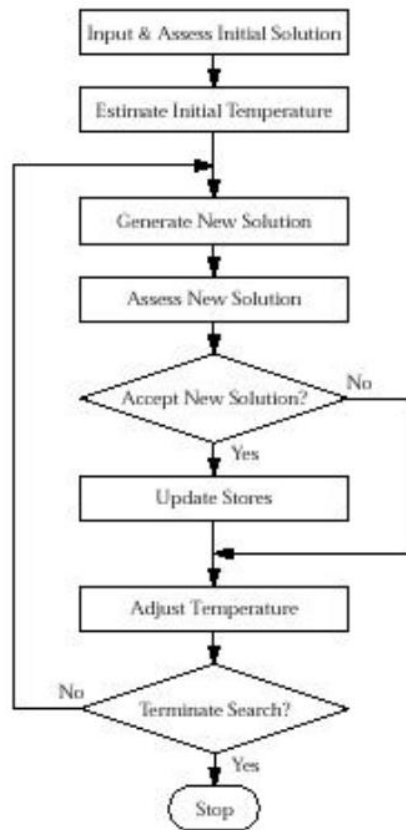 Input & Assess Initial Solution
Estimate Initial Temperature
Generate New Solution
Assess New Solution
Accept New Solution?
No
Yes
Update Stores
Adjust Temperature
No
Terminate Search?
Yes
Stop